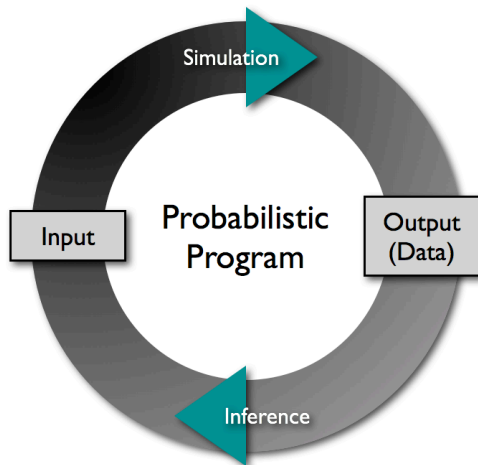 Simulation
Input
Probabilistic
Program
Output
(Data)
Inference